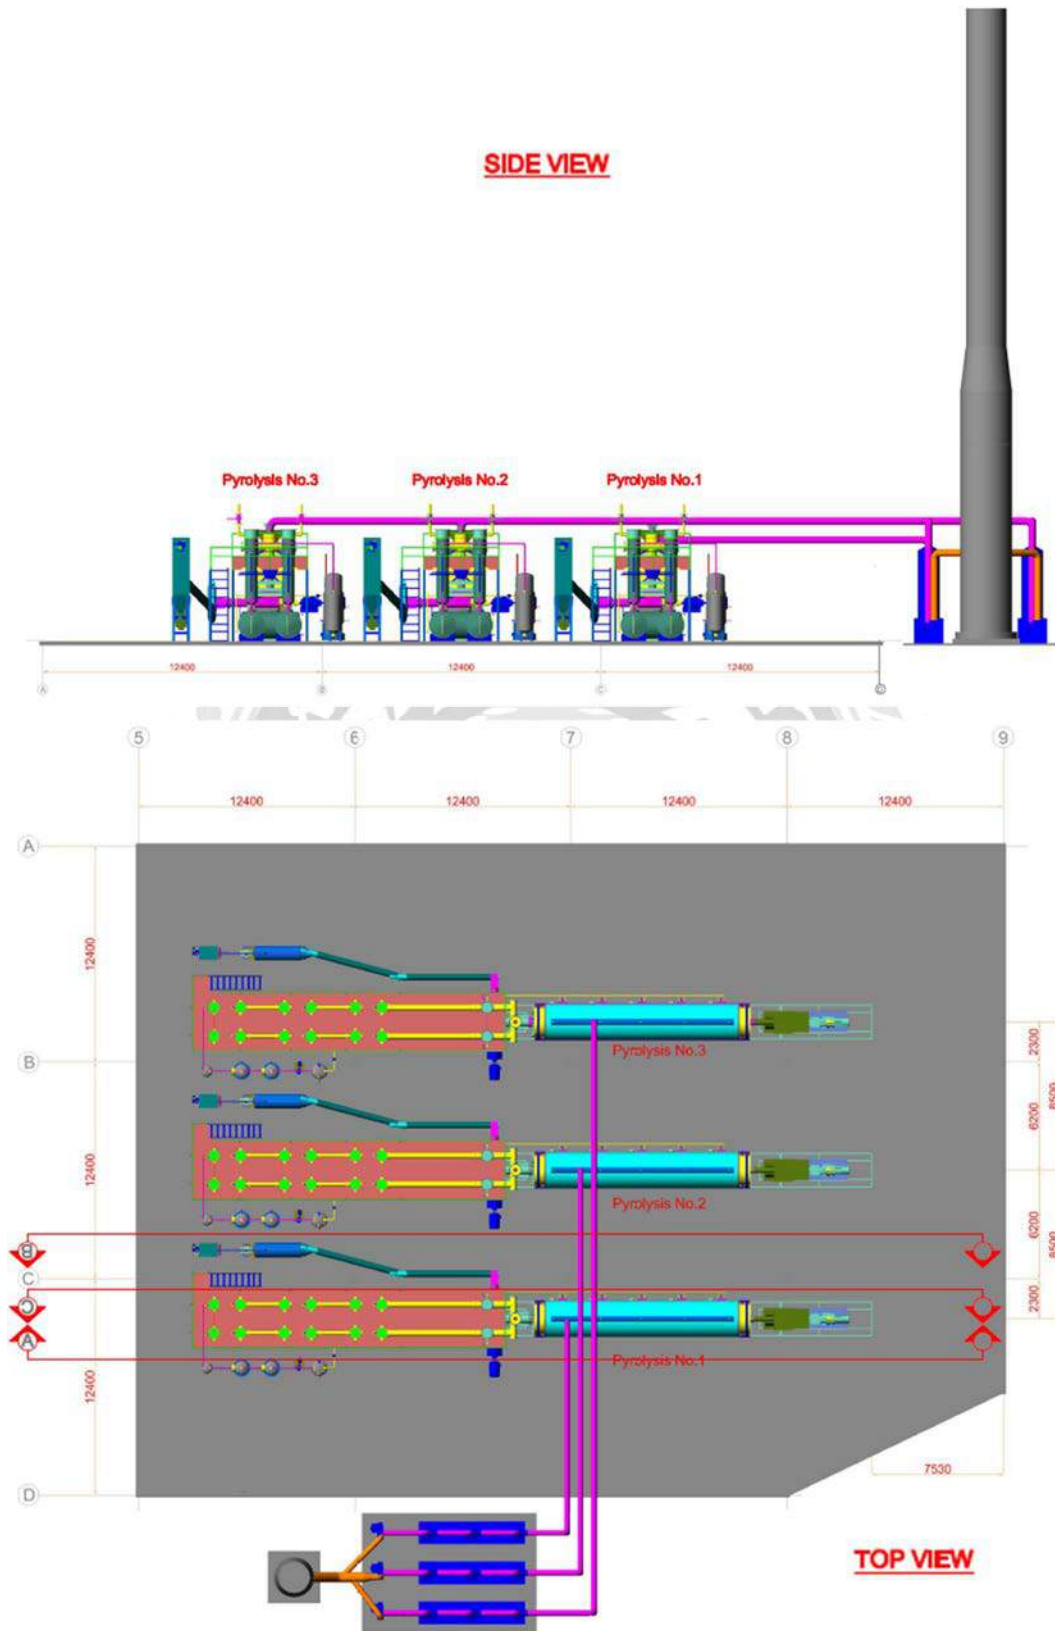 SIDE VIEW
Pyrolysis No.3 Pyrolysis No.2 Pyrolysis No.1
12400 12400 12400
A B C D
5 6 7 8 9
12400 12400 12400 12400
A
12400
Pyrolysis No.3
2300
B
8500
6200
12400
Pyrolysis No.2
6200
B
8500
C
C
2300
A
Pyrolysis No.1
12400
7530
D
TOP VIEW